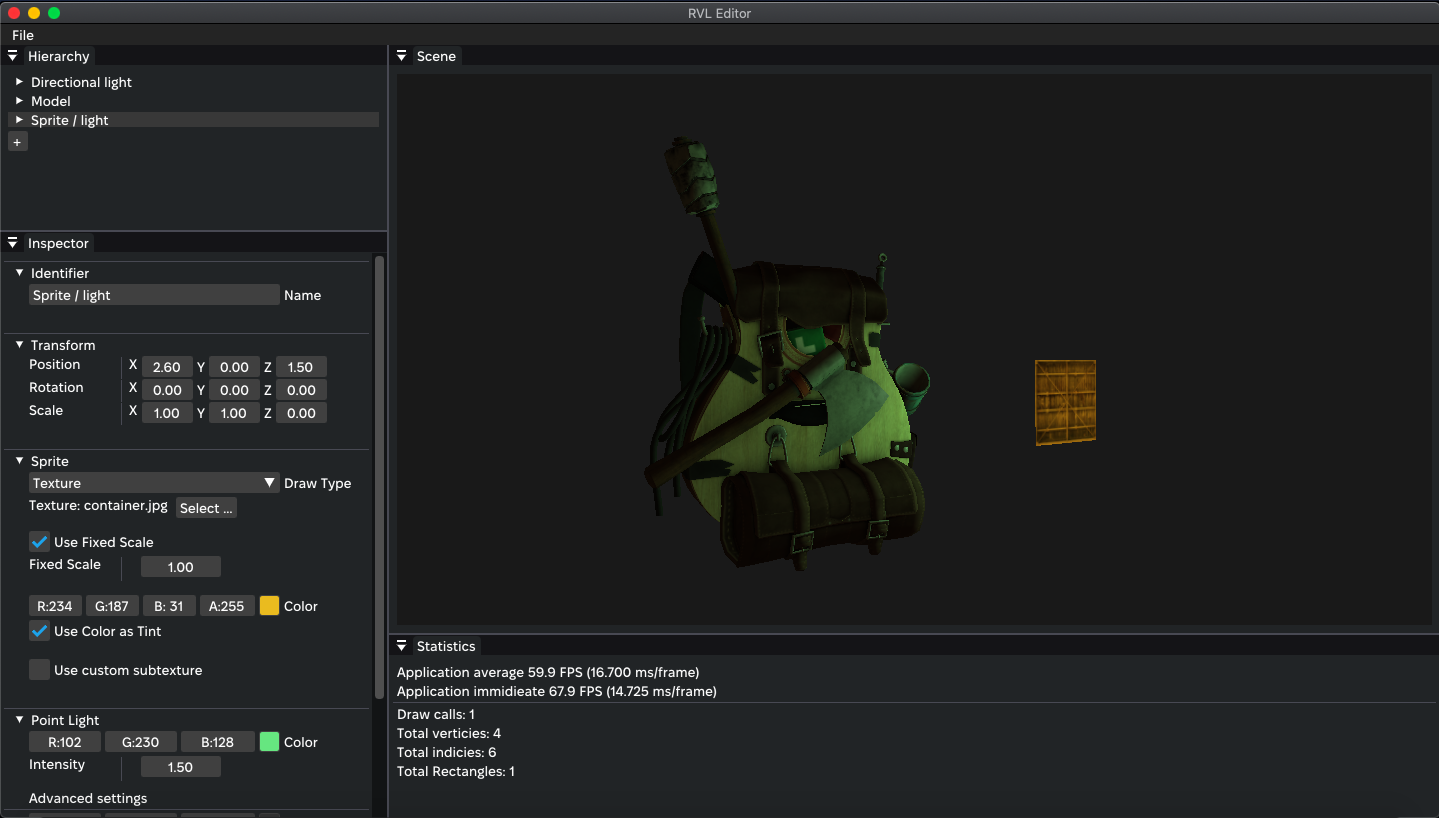 RVL Editor
File
Hierarchy
Directional light
Model
Sprite / light
+
Inspector
Identifier
Sprite / light Name
Transform
Position X 2.60 Y 0.00 Z 1.50
Rotation X 0.00 Y 0.00 Z 0.00
Scale X 1.00 Y 1.00 Z 0.00
Sprite
Texture Draw Type
Texture: container.jpg Select ...
Use Fixed Scale
Fixed Scale 1.00
R:234 G:187 B: 31 A:255 Color
Use Color as Tint
Use custom subtexture
Point Light
R:102 G:230 B:128 Color
Intensity 1.50
Advanced settings
Scene
Statistics
Application average 59.9 FPS (16.700 ms/frame)
Application immidieate 67.9 FPS (14.725 ms/frame)
Draw calls: 1
Total verticies: 4
Total indicies: 6
Total Rectangles: 1